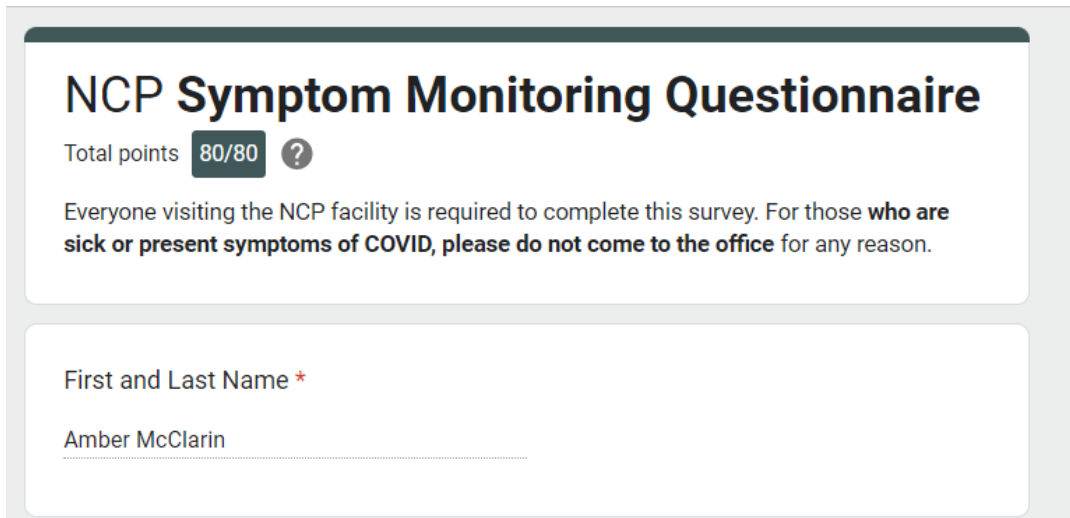 NCP Symptom Monitoring Questionnaire
Total points 80/80 ?
Everyone visiting the NCP facility is required to complete this survey. For those who are
sick or present symptoms of COVID, please do not come to the office for any reason.
First and Last Name *
Amber McClarin